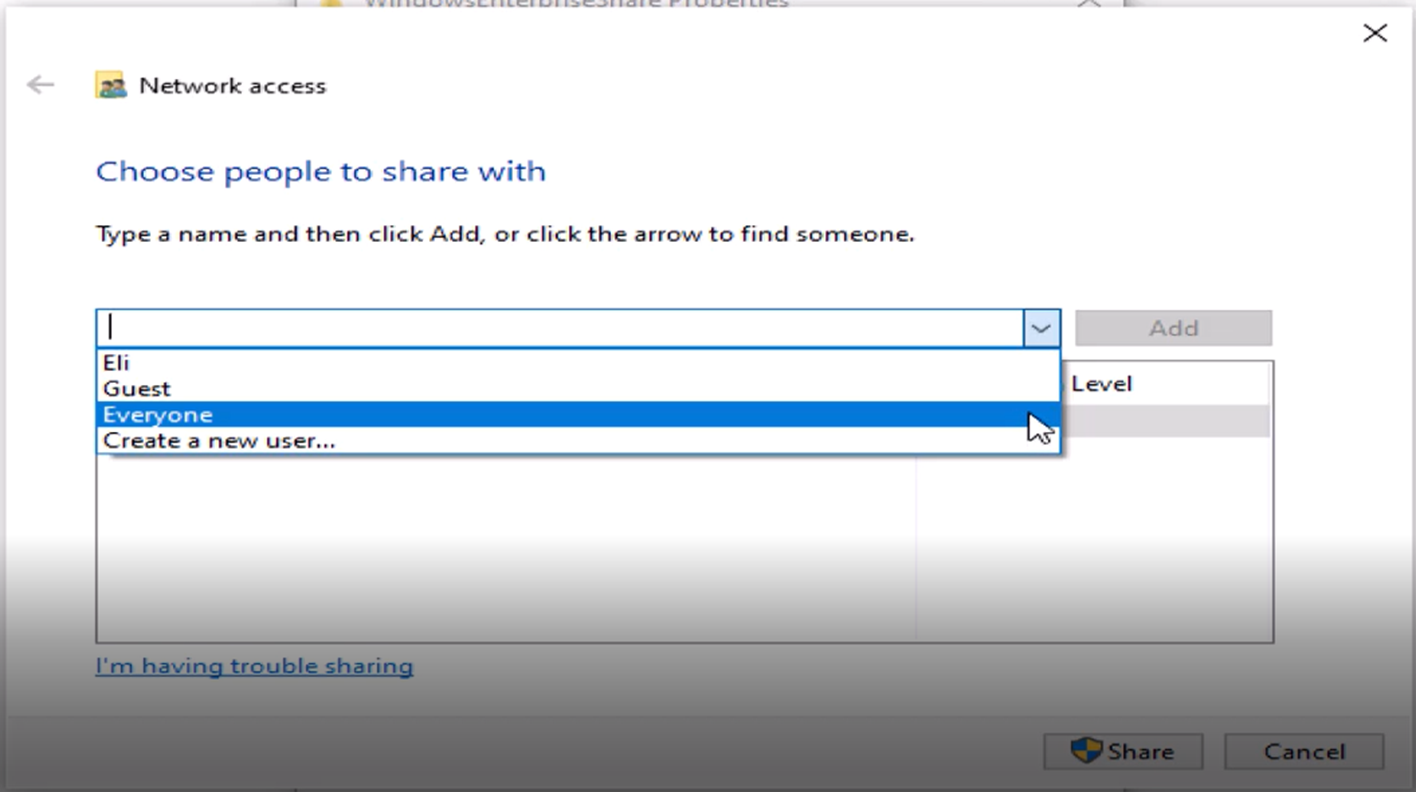 WindowsEnterpriseShare Properties
Network access
Choose people to share with
Type a name and then click Add, or click the arrow to find someone.
Add
Eli
Guest
Everyone
Create a new user...
Level
I'm having trouble sharing
Share
Cancel